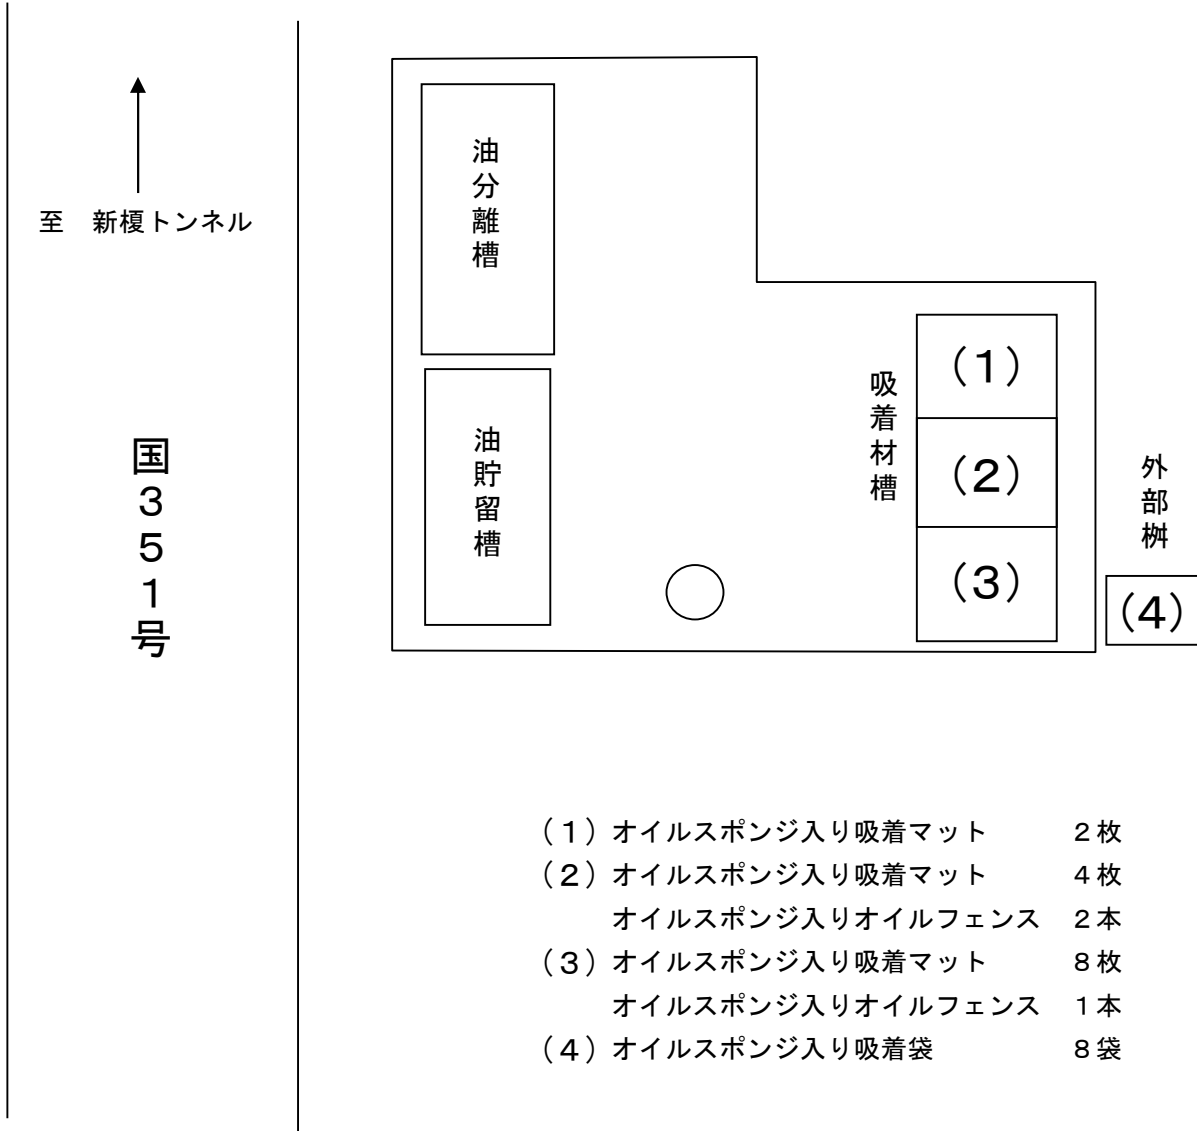 至　新榎トンネル
国３５１号
油分離槽
油貯留槽
吸着材槽
（１）
（２）
（３）
外部桝
（４）
（１）オイルスポンジ入り吸着マット　２枚
（２）オイルスポンジ入り吸着マット　４枚
オイルスポンジ入りオイルフェンス　２本
（３）オイルスポンジ入り吸着マット　８枚
オイルスポンジ入りオイルフェンス　１本
（４）オイルスポンジ入り吸着袋　８袋